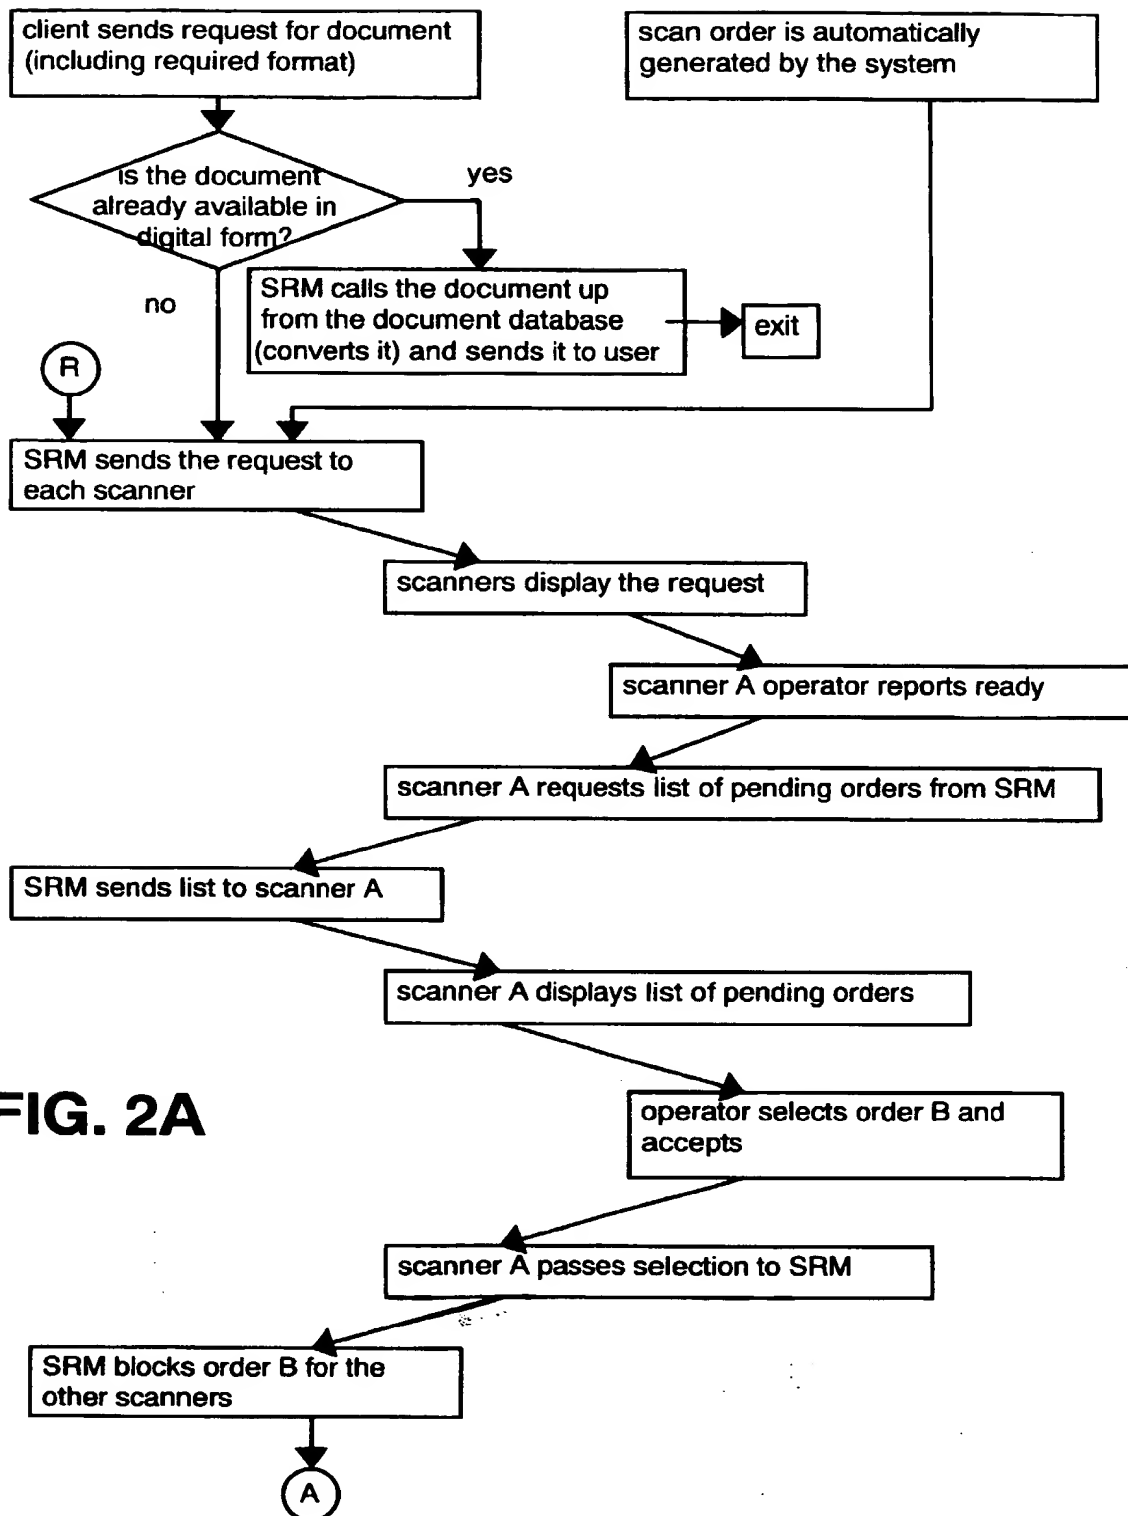 client sends request for document
(including required format)
scan order is automatically
generated by the system
is the document
already available in
digital form?
yes
no
SRM calls the document up
from the document database
(converts it) and sends it to user
exit
R
SRM sends the request to
each scanner
scanners display the request
scanner A operator reports ready
scanner A requests list of pending orders from SRM
SRM sends list to scanner A
scanner A displays list of pending orders
FIG. 2A
operator selects order B and
accepts
scanner A passes selection to SRM
SRM blocks order B for the
other scanners
A